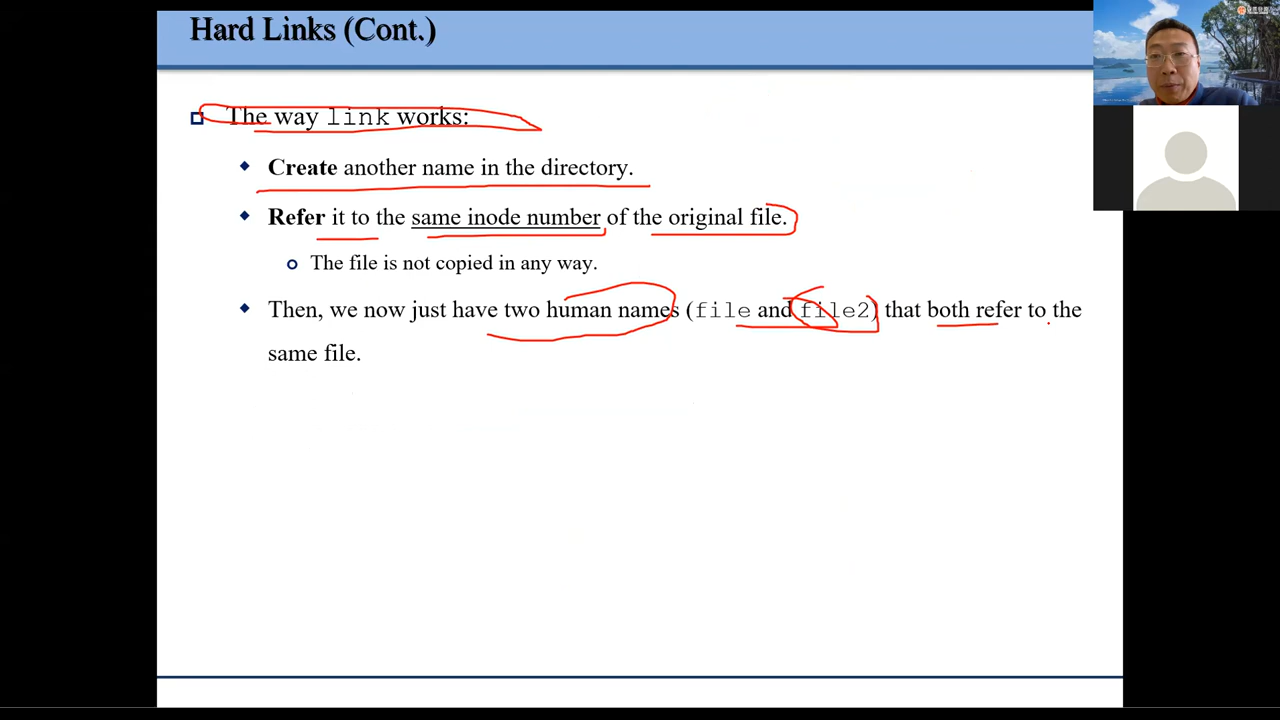 Hard Links (Cont.)
The way link works:
Create another name in the directory.
Refer it to the same inode number of the original file.
The file is not copied in any way.
Then, we now just have two human names (file and file2) that both refer to the
same file.